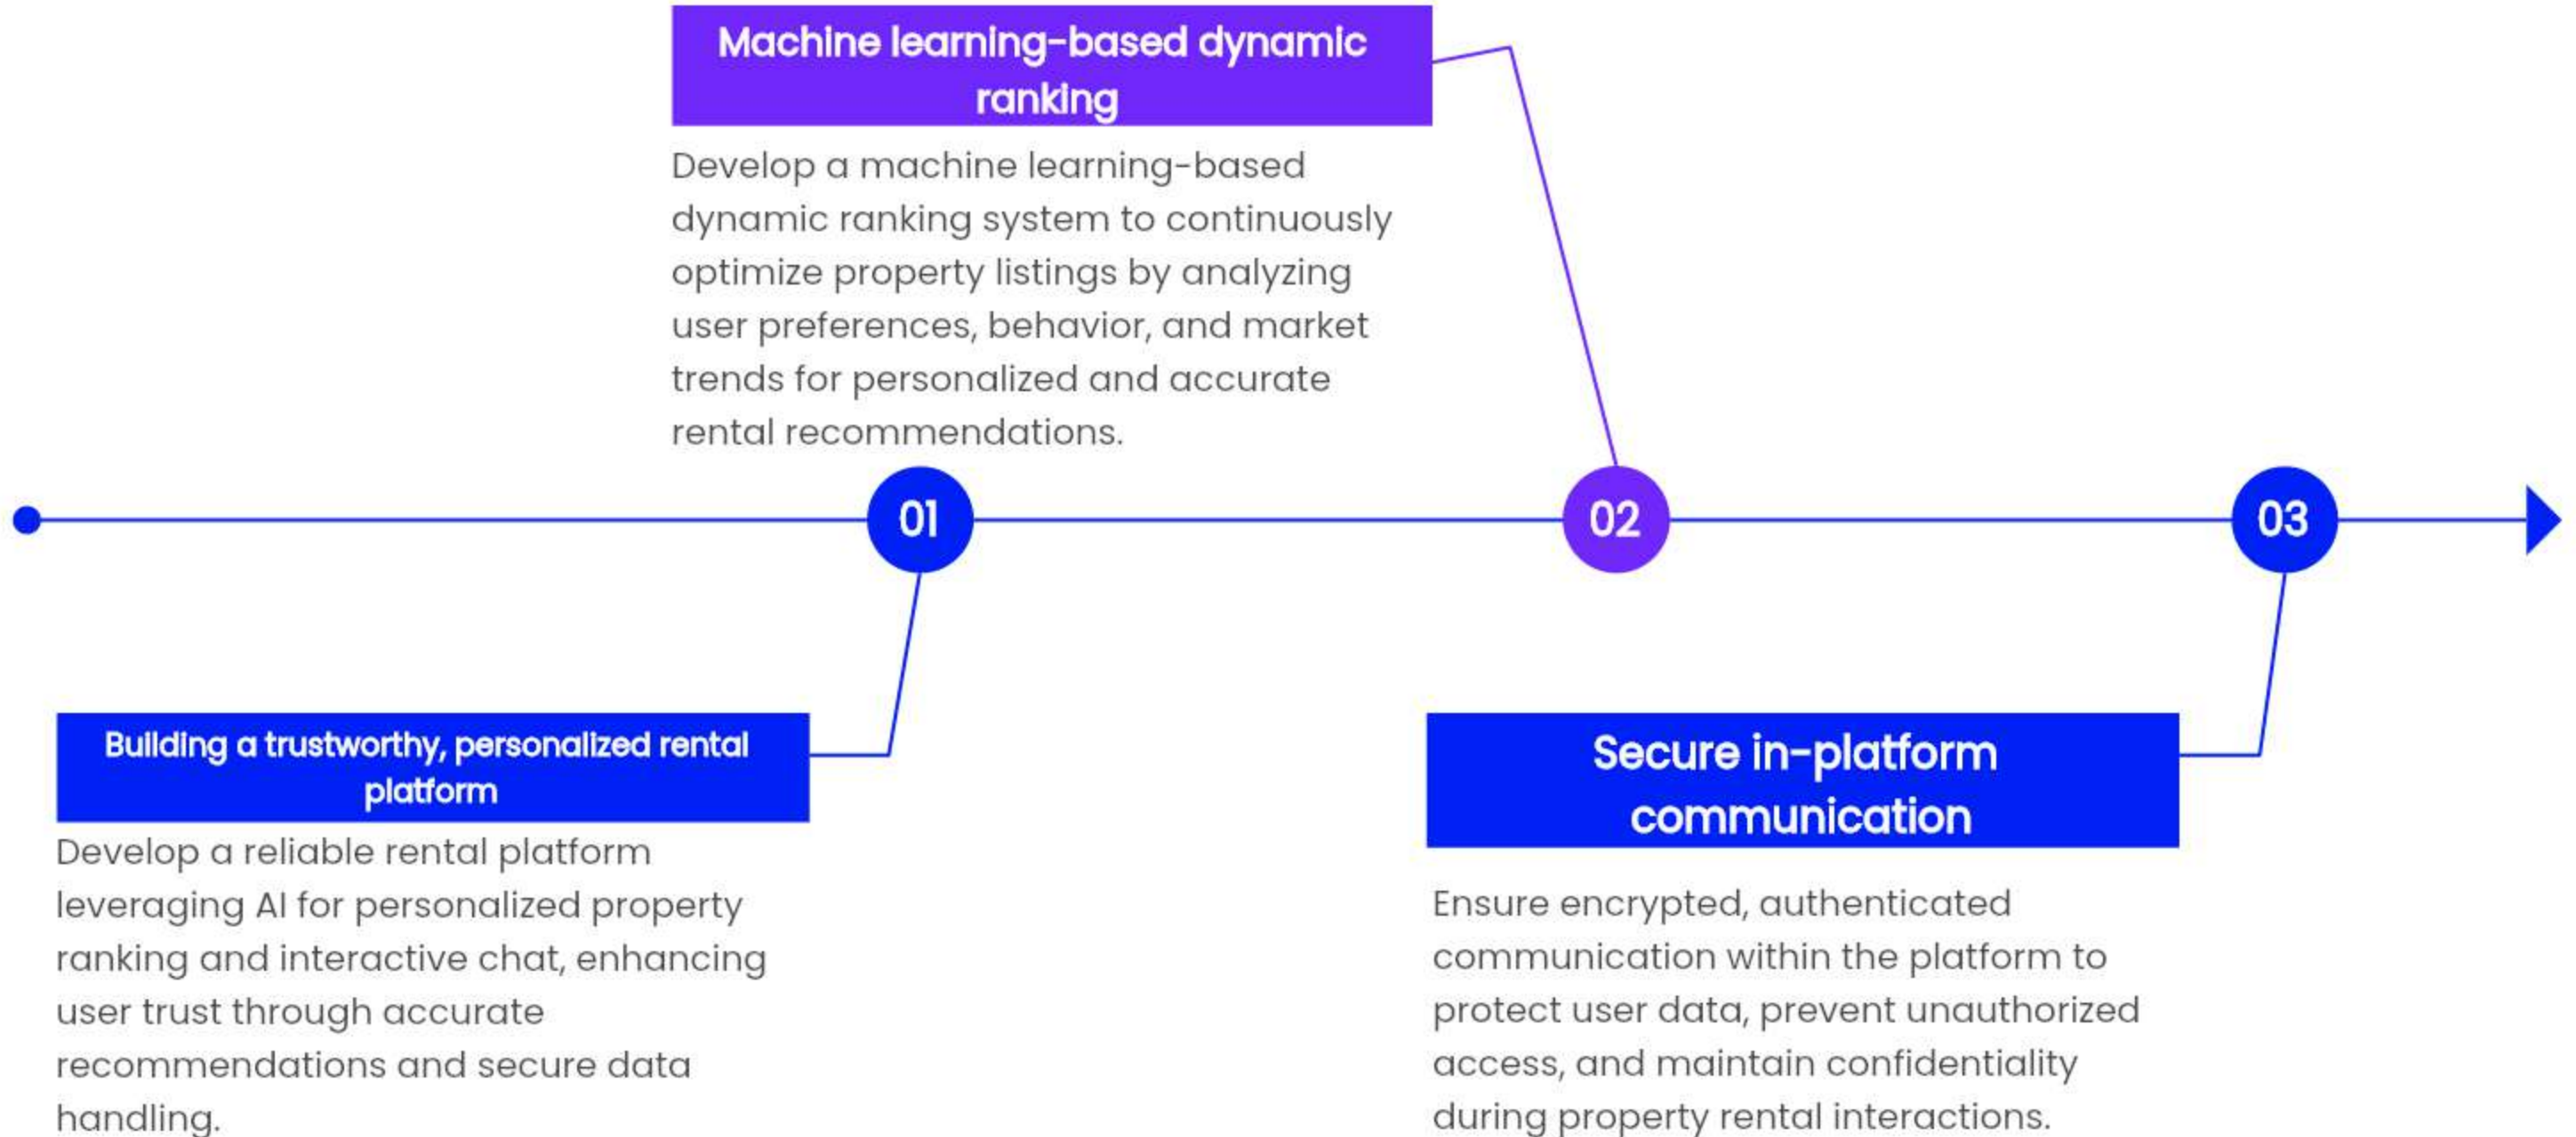 Machine learning-based dynamic
ranking
Develop a machine learning-based
dynamic ranking system to continuously
optimize property listings by analyzing
user preferences, behavior, and market
trends for personalized and accurate
rental recommendations.
01
02
03
Building a trustworthy, personalized rental
platform
Develop a reliable rental platform
leveraging AI for personalized property
ranking and interactive chat, enhancing
user trust through accurate
recommendations and secure data
handling.
Secure in-platform
communication
Ensure encrypted, authenticated
communication within the platform to
protect user data, prevent unauthorized
access, and maintain confidentiality
during property rental interactions.